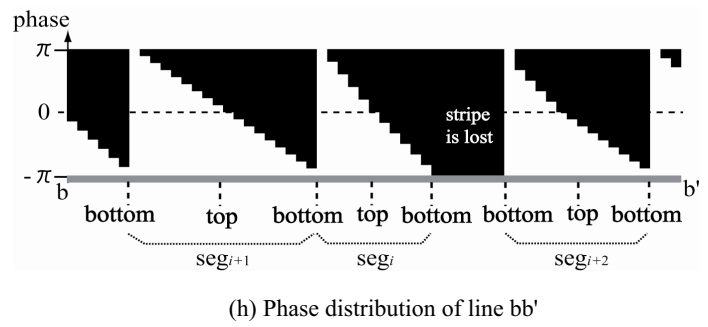 phase
π
0
stripe
is lost
-π
b b'
bottom top bottom top bottom bottom top bottom
segi+1 segi segi+2
(h) Phase distribution of line bb'